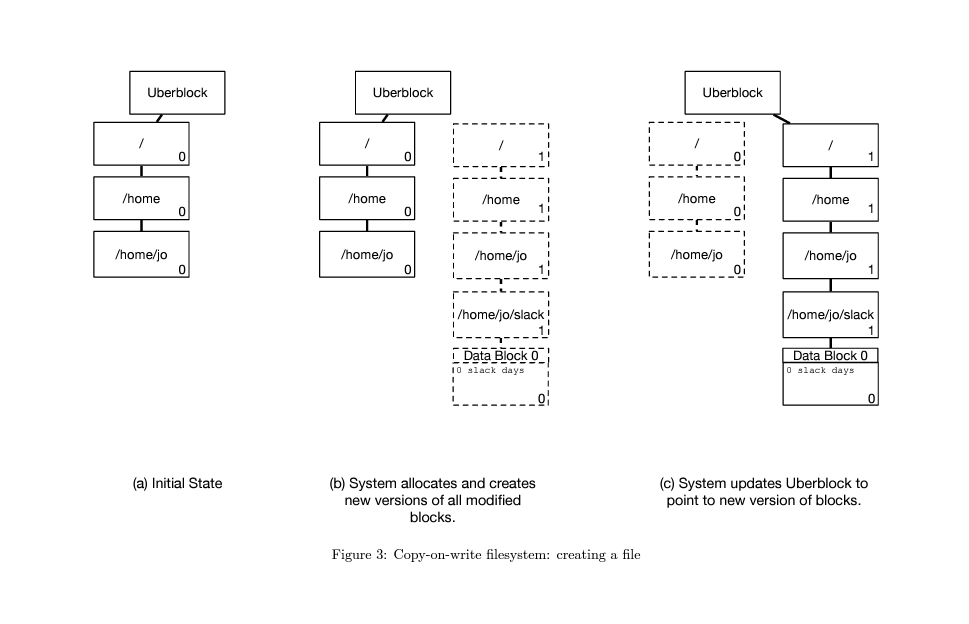 Uberblock
/
0
/home
0
/home/jo
0
(a) Initial State
Uberblock
/
0
/home
0
/home/jo
0
/
1
/home
1
/home/jo
1
/home/jo/slack
1
Data Block 0
0 slack days
0
(b) System allocates and creates
new versions of all modified
blocks.
Uberblock
/
0
/home
0
/home/jo
0
/
1
/home
1
/home/jo
1
/home/jo/slack
1
Data Block 0
0 slack days
0
(c) System updates Uberblock to
point to new version of blocks.
Figure 3: Copy-on-write filesystem: creating a file